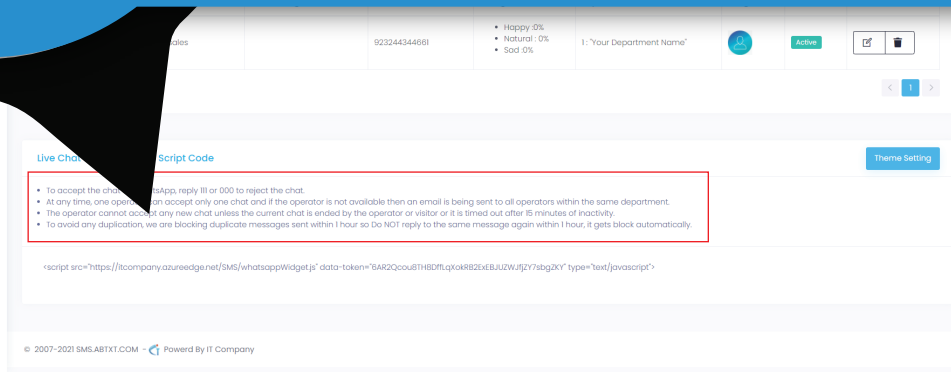 Happy :0%
ales 923244344661 Natural : 0% 1 : "Your Department Name" Active
Sad :0%
< 1 >
Live Chat Script Code Theme Setting
To accept the chat tsApp, reply 111 or 000 to reject the chat.
At any time, one opera can accept only one chat and if the operator is not available then an email is being sent to all operators within the same department.
The operator cannot accept any new chat unless the current chat is ended by the operator or visitor or it is timed out after 15 minutes of inactivity.
To avoid any duplication, we are blocking duplicate messages sent within 1 hour so Do NOT reply to the same message again within 1 hour, it gets block automatically.
<script src="https://itcompany.azureedge.net/SMS/whatsappWidget.js" data-token="6AR2Qcou8THBDffLqXokRB2ExEBJUZWJfjZY7sbgZKY" type="text/javascript">
© 2007-2021 SMS.ABTXT.COM - Powerd By IT Company